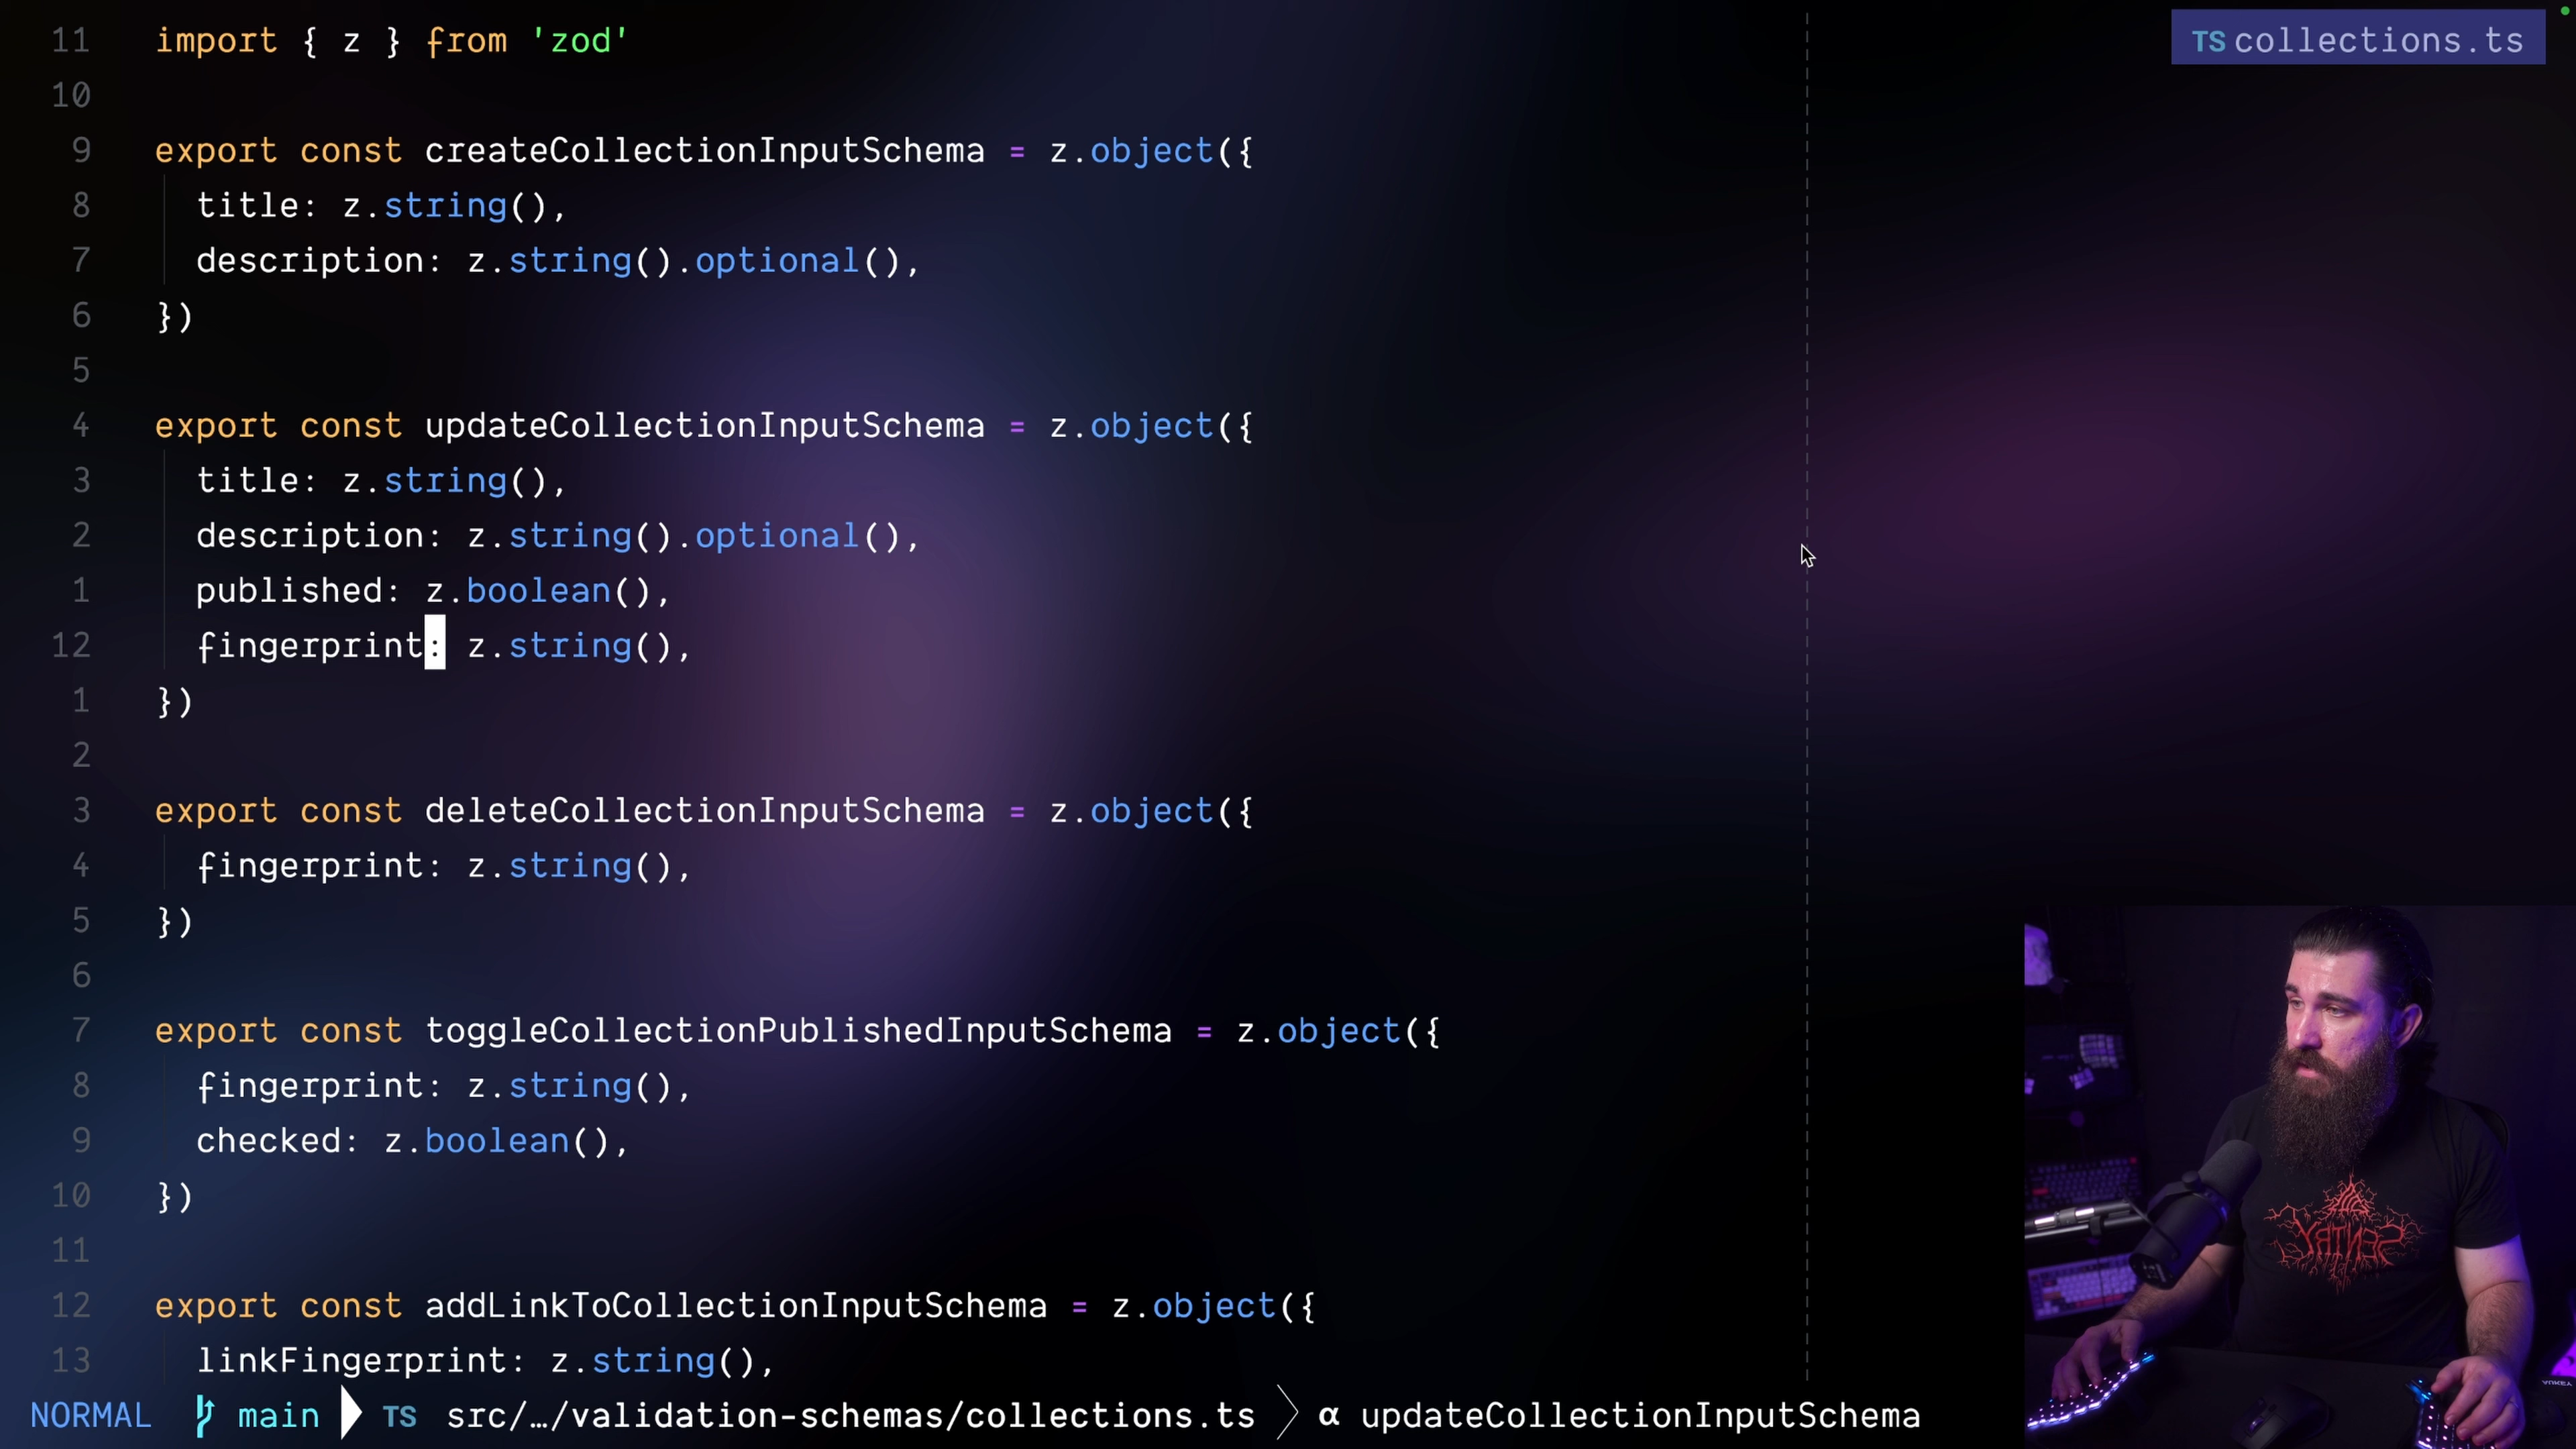 TS collections.ts
11 import { z } from 'zod'
10
9 export const createCollectionInputSchema = z.object({
8 title: z.string(),
7 description: z.string().optional(),
6 })
5
4 export const updateCollectionInputSchema = z.object({
3 title: z.string(),
2 description: z.string().optional(),
1 published: z.boolean(),
12 fingerprint: z.string(),
1 })
2
3 export const deleteCollectionInputSchema = z.object({
4 fingerprint: z.string(),
5 })
6
7 export const toggleCollectionPublishedInputSchema = z.object({
8 fingerprint: z.string(),
9 checked: z.boolean(),
10 })
11
12 export const addLinkToCollectionInputSchema = z.object({
13 linkFingerprint: z.string(),
NORMAL main TS src/…/validation-schemas/collections.ts α updateCollectionInputSchema